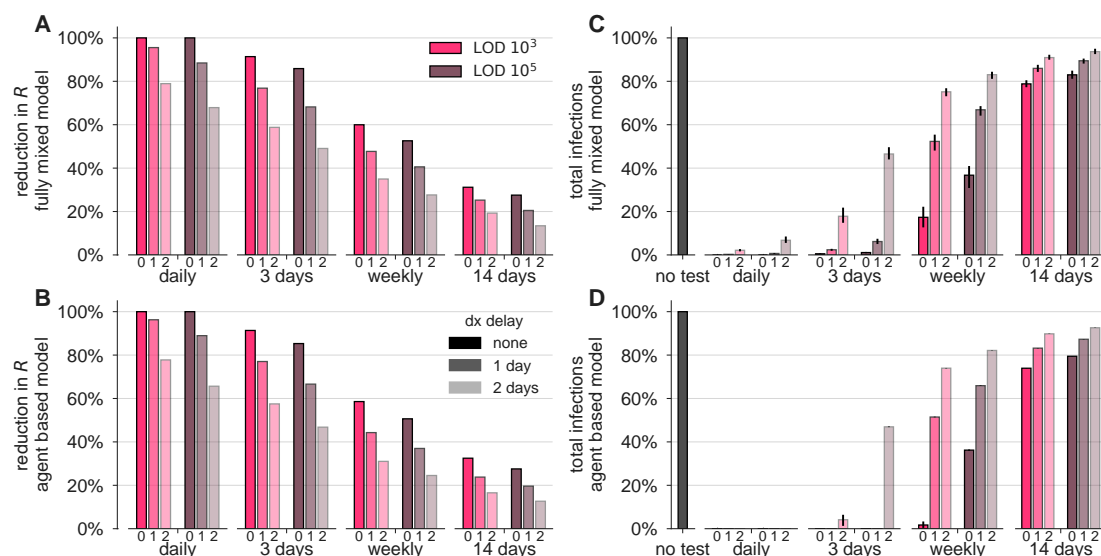 A
reduction in R
fully mixed model
100%
80%
60%
40%
20%
0%
LOD 10³
LOD 10⁵
0 1 2 0 1 2 0 1 2 0 1 2 0 1 2 0 1 2 0 1 2 0 1 2
daily 3 days weekly 14 days
C
total infections
fully mixed model
100%
80%
60%
40%
20%
0%
0 1 2 0 1 2 0 1 2 0 1 2 0 1 2 0 1 2 0 1 2 0 1 2
no test daily 3 days weekly 14 days
B
reduction in R
agent based model
100%
80%
60%
40%
20%
0%
dx delay
none
1 day
2 days
0 1 2 0 1 2 0 1 2 0 1 2 0 1 2 0 1 2 0 1 2 0 1 2
daily 3 days weekly 14 days
D
total infections
agent based model
100%
80%
60%
40%
20%
0%
0 1 2 0 1 2 0 1 2 0 1 2 0 1 2 0 1 2 0 1 2 0 1 2
no test daily 3 days weekly 14 days